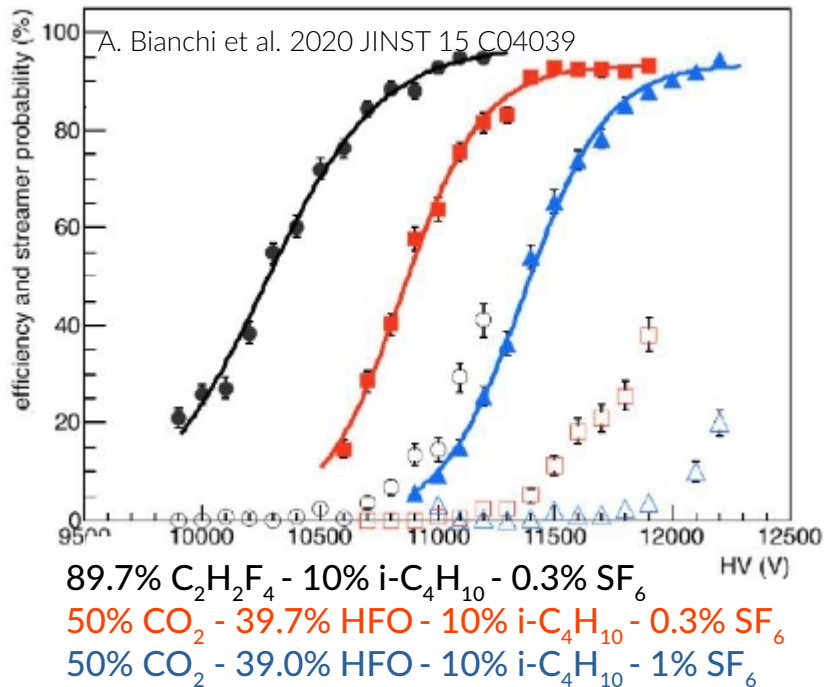 efficiency and streamer probability (%)
A. Bianchi et al. 2020 JINST 15 C04039
100
80
60
40
20
0
9500 10000 10500 11000 11500 12000 12500
HV (V)
89.7% C₂H₂F₄ - 10% i-C₄H₁₀ - 0.3% SF₆
50% CO₂ - 39.7% HFO - 10% i-C₄H₁₀ - 0.3% SF₆
50% CO₂ - 39.0% HFO - 10% i-C₄H₁₀ - 1% SF₆